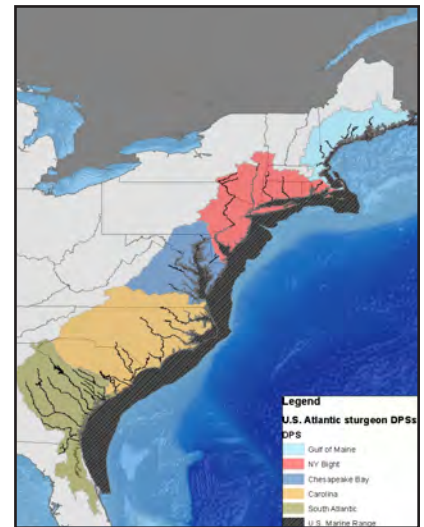 Legend
U.S. Atlantic sturgeon DPSs
DPS
Gulf of Maine
NY Bight
Chesapeake Bay
Carolina
South Atlantic
U.S. Marine Range